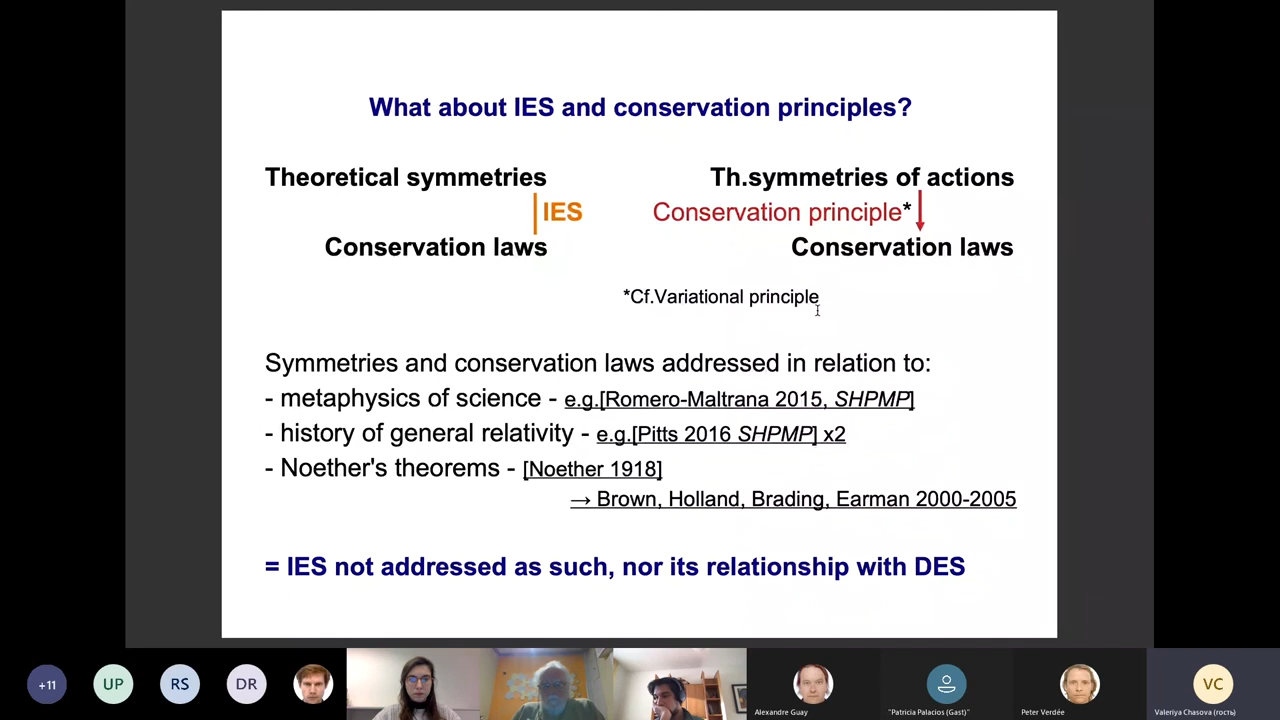 What about IES and conservation principles?
Theoretical symmetries
IES
Conservation laws
Th.symmetries of actions
Conservation principle*
Conservation laws
*Cf.Variational principle
Symmetries and conservation laws addressed in relation to:
- metaphysics of science - e.g.[Romero-Maltrana 2015, SHPMP]
- history of general relativity - e.g.[Pitts 2016 SHPMP] x2
- Noether's theorems - [Noether 1918]
→ Brown, Holland, Brading, Earman 2000-2005
= IES not addressed as such, nor its relationship with DES
+11
UP
RS
DR
Alexandre Guay
"Patricia Palacios (Gast)"
Peter Verdée
VC
Valeriya Chasova (гость)